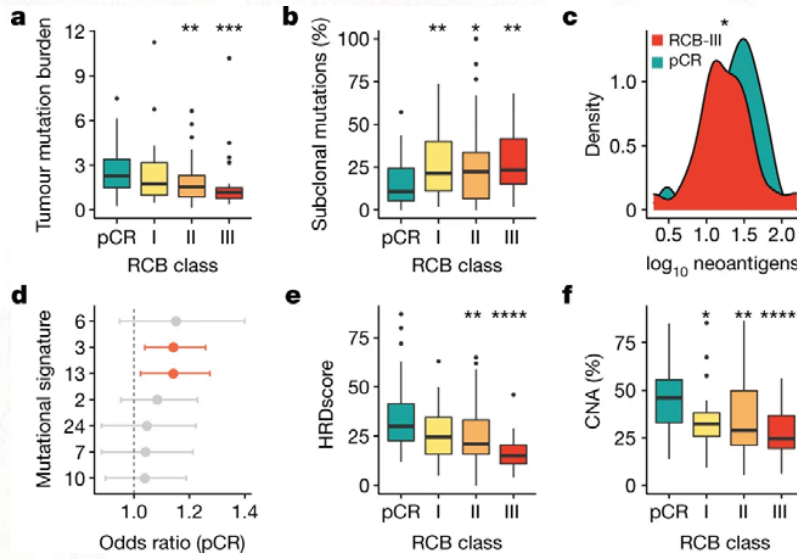 a
Tumour mutation burden
12
9
6
3
0
** ***
pCR I II III
RCB class
b
Subclonal mutations (%)
100
75
50
25
0
** * **
pCR I II III
RCB class
c
Density
1.0
0.5
0
*
RCB-III
pCR
0.5 1.0 1.5 2.0
log10 neoantigens
d
Mutational signature
6
3
13
2
24
7
10
1.0 1.2 1.4
Odds ratio (pCR)
e
HRDscore
75
50
25
0
** ****
pCR I II III
RCB class
f
CNA (%)
75
50
25
0
* ** ****
pCR I II III
RCB class